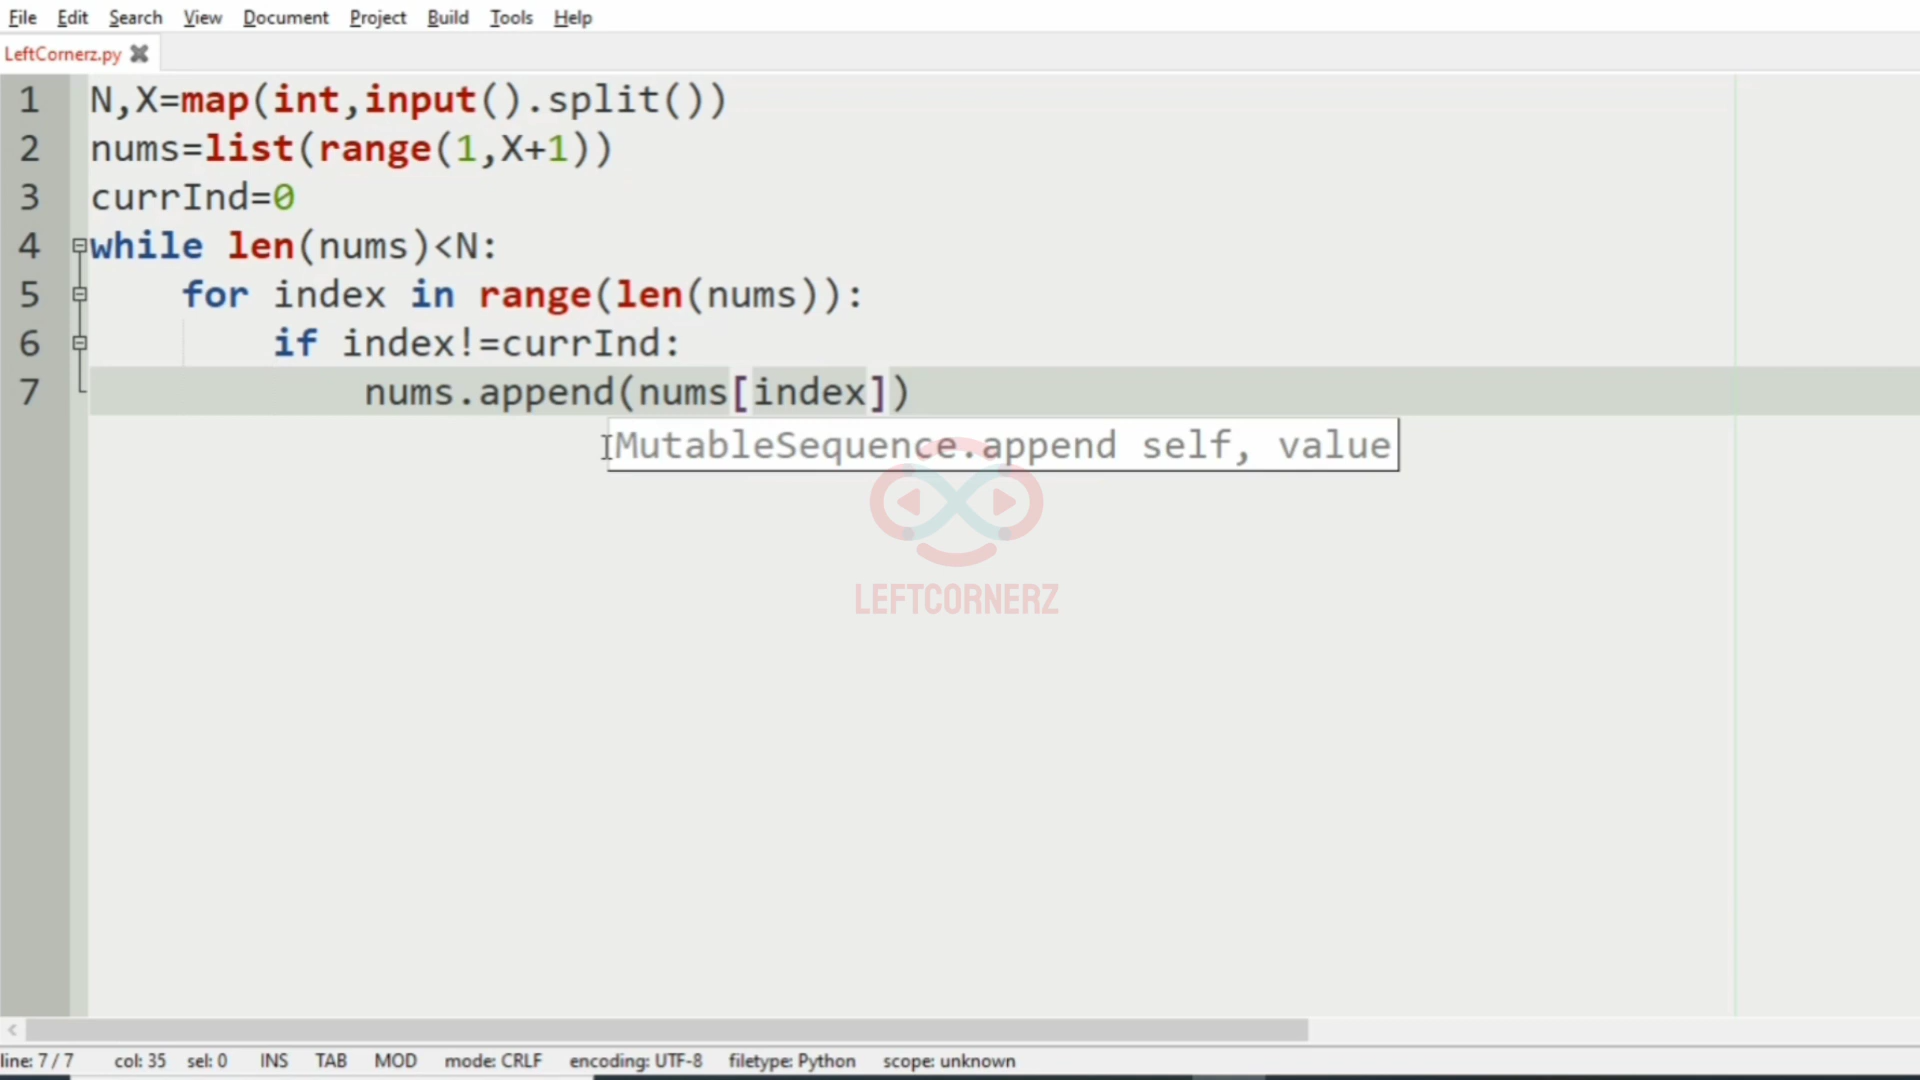 File Edit Search View Document Project Build Tools Help
LeftCornerz.py
1 N,X=map(int,input().split())
2 nums=list(range(1,X+1))
3 currInd=0
4 while len(nums)<N:
5     for index in range(len(nums)):
6         if index!=currInd:
7             nums.append(nums[index])
MutableSequence.append self, value
LEFTCORNERZ
line: 7 / 7 col: 35 sel: 0 INS TAB MOD mode: CRLF encoding: UTF-8 filetype: Python scope: unknown